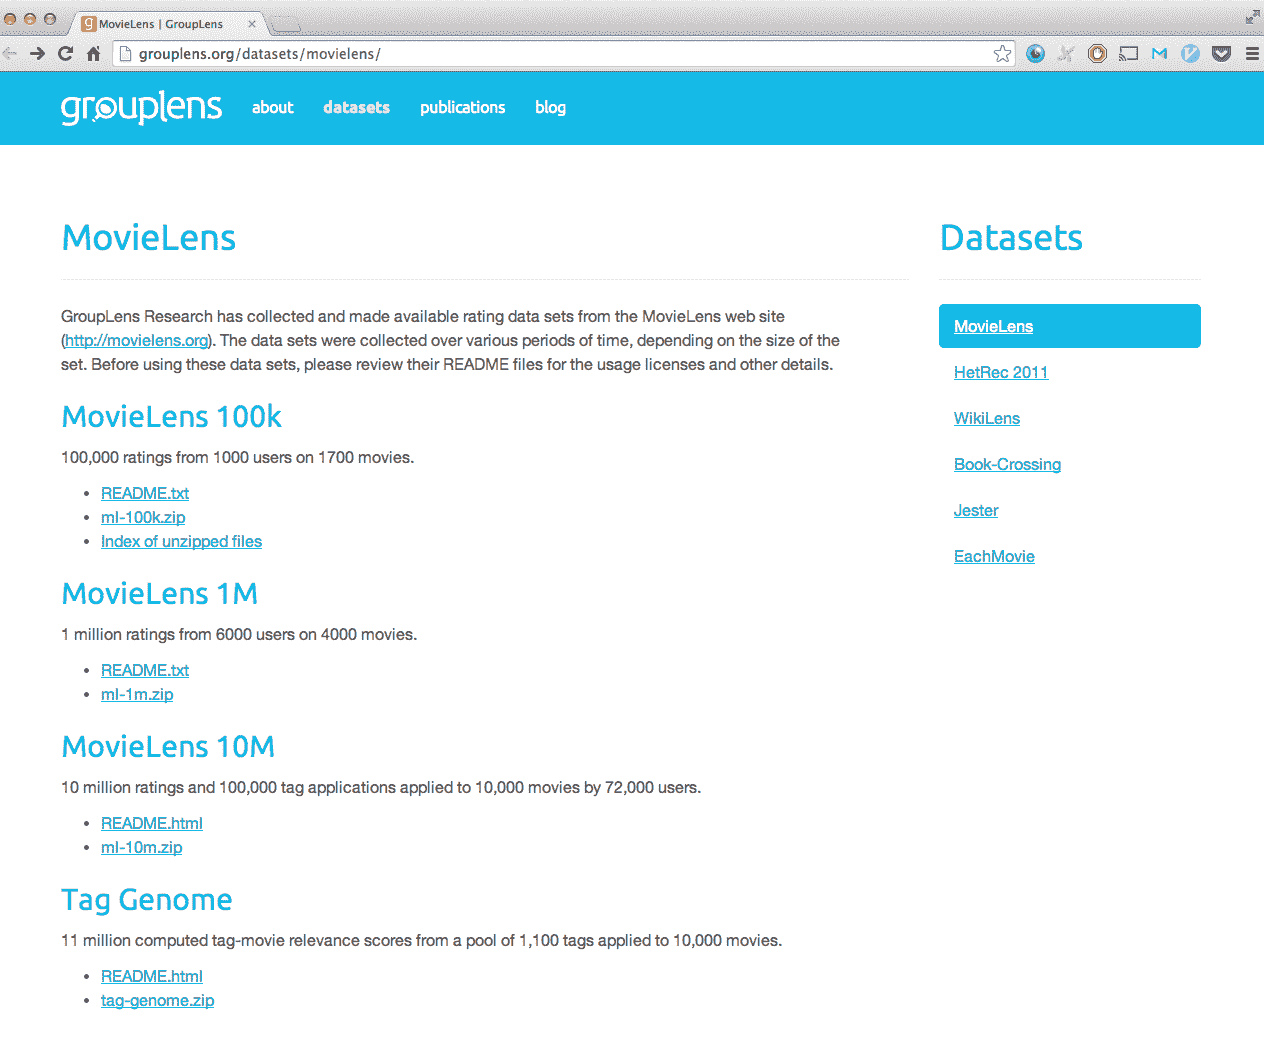 MovieLens | GroupLens
grouplens.org/datasets/movielens/
grouplens about datasets publications blog
MovieLens
GroupLens Research has collected and made available rating data sets from the MovieLens web site
(http://movielens.org). The data sets were collected over various periods of time, depending on the size of the
set. Before using these data sets, please review their README files for the usage licenses and other details.
MovieLens 100k
100,000 ratings from 1000 users on 1700 movies.
• README.txt
• ml-100k.zip
• Index of unzipped files
MovieLens 1M
1 million ratings from 6000 users on 4000 movies.
• README.txt
• ml-1m.zip
MovieLens 10M
10 million ratings and 100,000 tag applications applied to 10,000 movies by 72,000 users.
• README.html
• ml-10m.zip
Tag Genome
11 million computed tag-movie relevance scores from a pool of 1,100 tags applied to 10,000 movies.
• README.html
• tag-genome.zip
Datasets
MovieLens
HetRec 2011
WikiLens
Book-Crossing
Jester
EachMovie